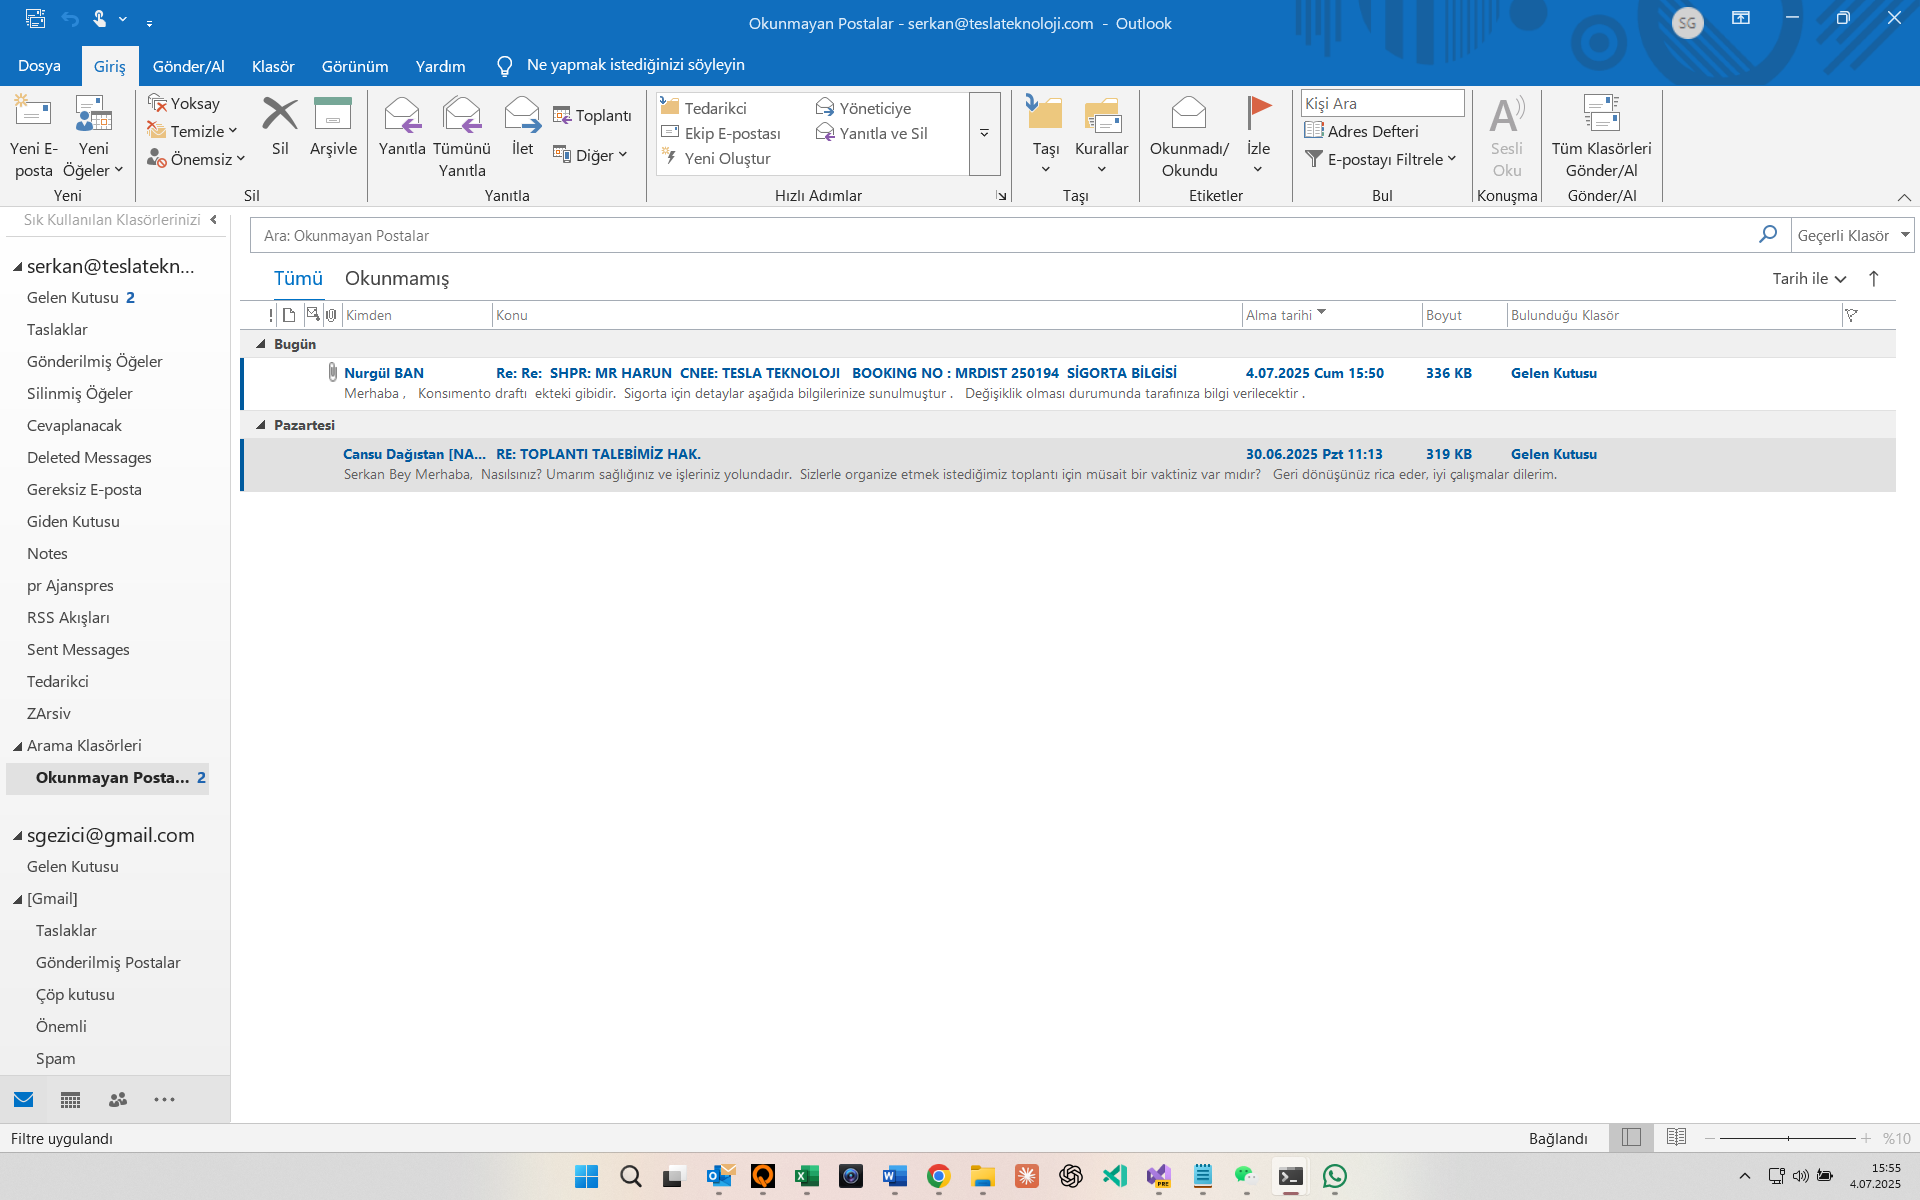 Okunmayan Postalar - serkan@teslateknoloji.com - Outlook
SG
Dosya
Giriş
Gönder/Al
Klasör
Görünüm
Yardım
Ne yapmak istediğinizi söyleyin
Yeni E-posta
Yeni Öğeler
Yeni
Yoksay
Temizle
Önemsiz
Sil
Arşivle
Sil
Yanıtla
Tümünü Yanıtla
İlet
Toplantı
Diğer
Yanıtla
Tedarikci
Ekip E-postası
Yeni Oluştur
Yöneticiye
Yanıtla ve Sil
Hızlı Adımlar
Taşı
Kurallar
Taşı
Okunmadı/ Okundu
İzle
Etiketler
Kişi Ara
Adres Defteri
E-postayı Filtrele
Bul
Sesli Oku
Konuşma
Tüm Klasörleri Gönder/Al
Gönder/Al
Sık Kullanılan Klasörlerinizi
serkan@teslatekn...
Gelen Kutusu 2
Taslaklar
Gönderilmiş Öğeler
Silinmiş Öğeler
Cevaplanacak
Deleted Messages
Gereksiz E-posta
Giden Kutusu
Notes
pr Ajanspres
RSS Akışları
Sent Messages
Tedarikci
ZArsiv
Arama Klasörleri
Okunmayan Posta... 2
sgezici@gmail.com
Gelen Kutusu
[Gmail]
Taslaklar
Gönderilmiş Postalar
Çöp kutusu
Önemli
Spam
Ara: Okunmayan Postalar
Geçerli Klasör
Tümü
Okunmamış
Tarih ile
Kimden
Konu
Alma tarihi
Boyut
Bulunduğu Klasör
Bugün
Nurgül BAN Re: Re: SHPR: MR HARUN CNEE: TESLA TEKNOLOJI BOOKING NO : MRDIST 250194 SİGORTA BİLGİSİ 4.07.2025 Cum 15:50 336 KB Gelen Kutusu
Merhaba , Konsımento draftı ekteki gibidir. Sigorta için detaylar aşağıda bilgilerinize sunulmuştur . Değişiklik olması durumunda tarafınıza bilgi verilecektir .
Pazartesi
Cansu Dağıstan [NA... RE: TOPLANTI TALEBİMİZ HAK. 30.06.2025 Pzt 11:13 319 KB Gelen Kutusu
Serkan Bey Merhaba, Nasılsınız? Umarım sağlığınız ve işleriniz yolundadır. Sizlerle organize etmek istediğimiz toplantı için müsait bir vaktiniz var mıdır? Geri dönüşünüz rica eder, iyi çalışmalar dilerim.
Filtre uygulandı
Bağlandı
%10
15:55
4.07.2025